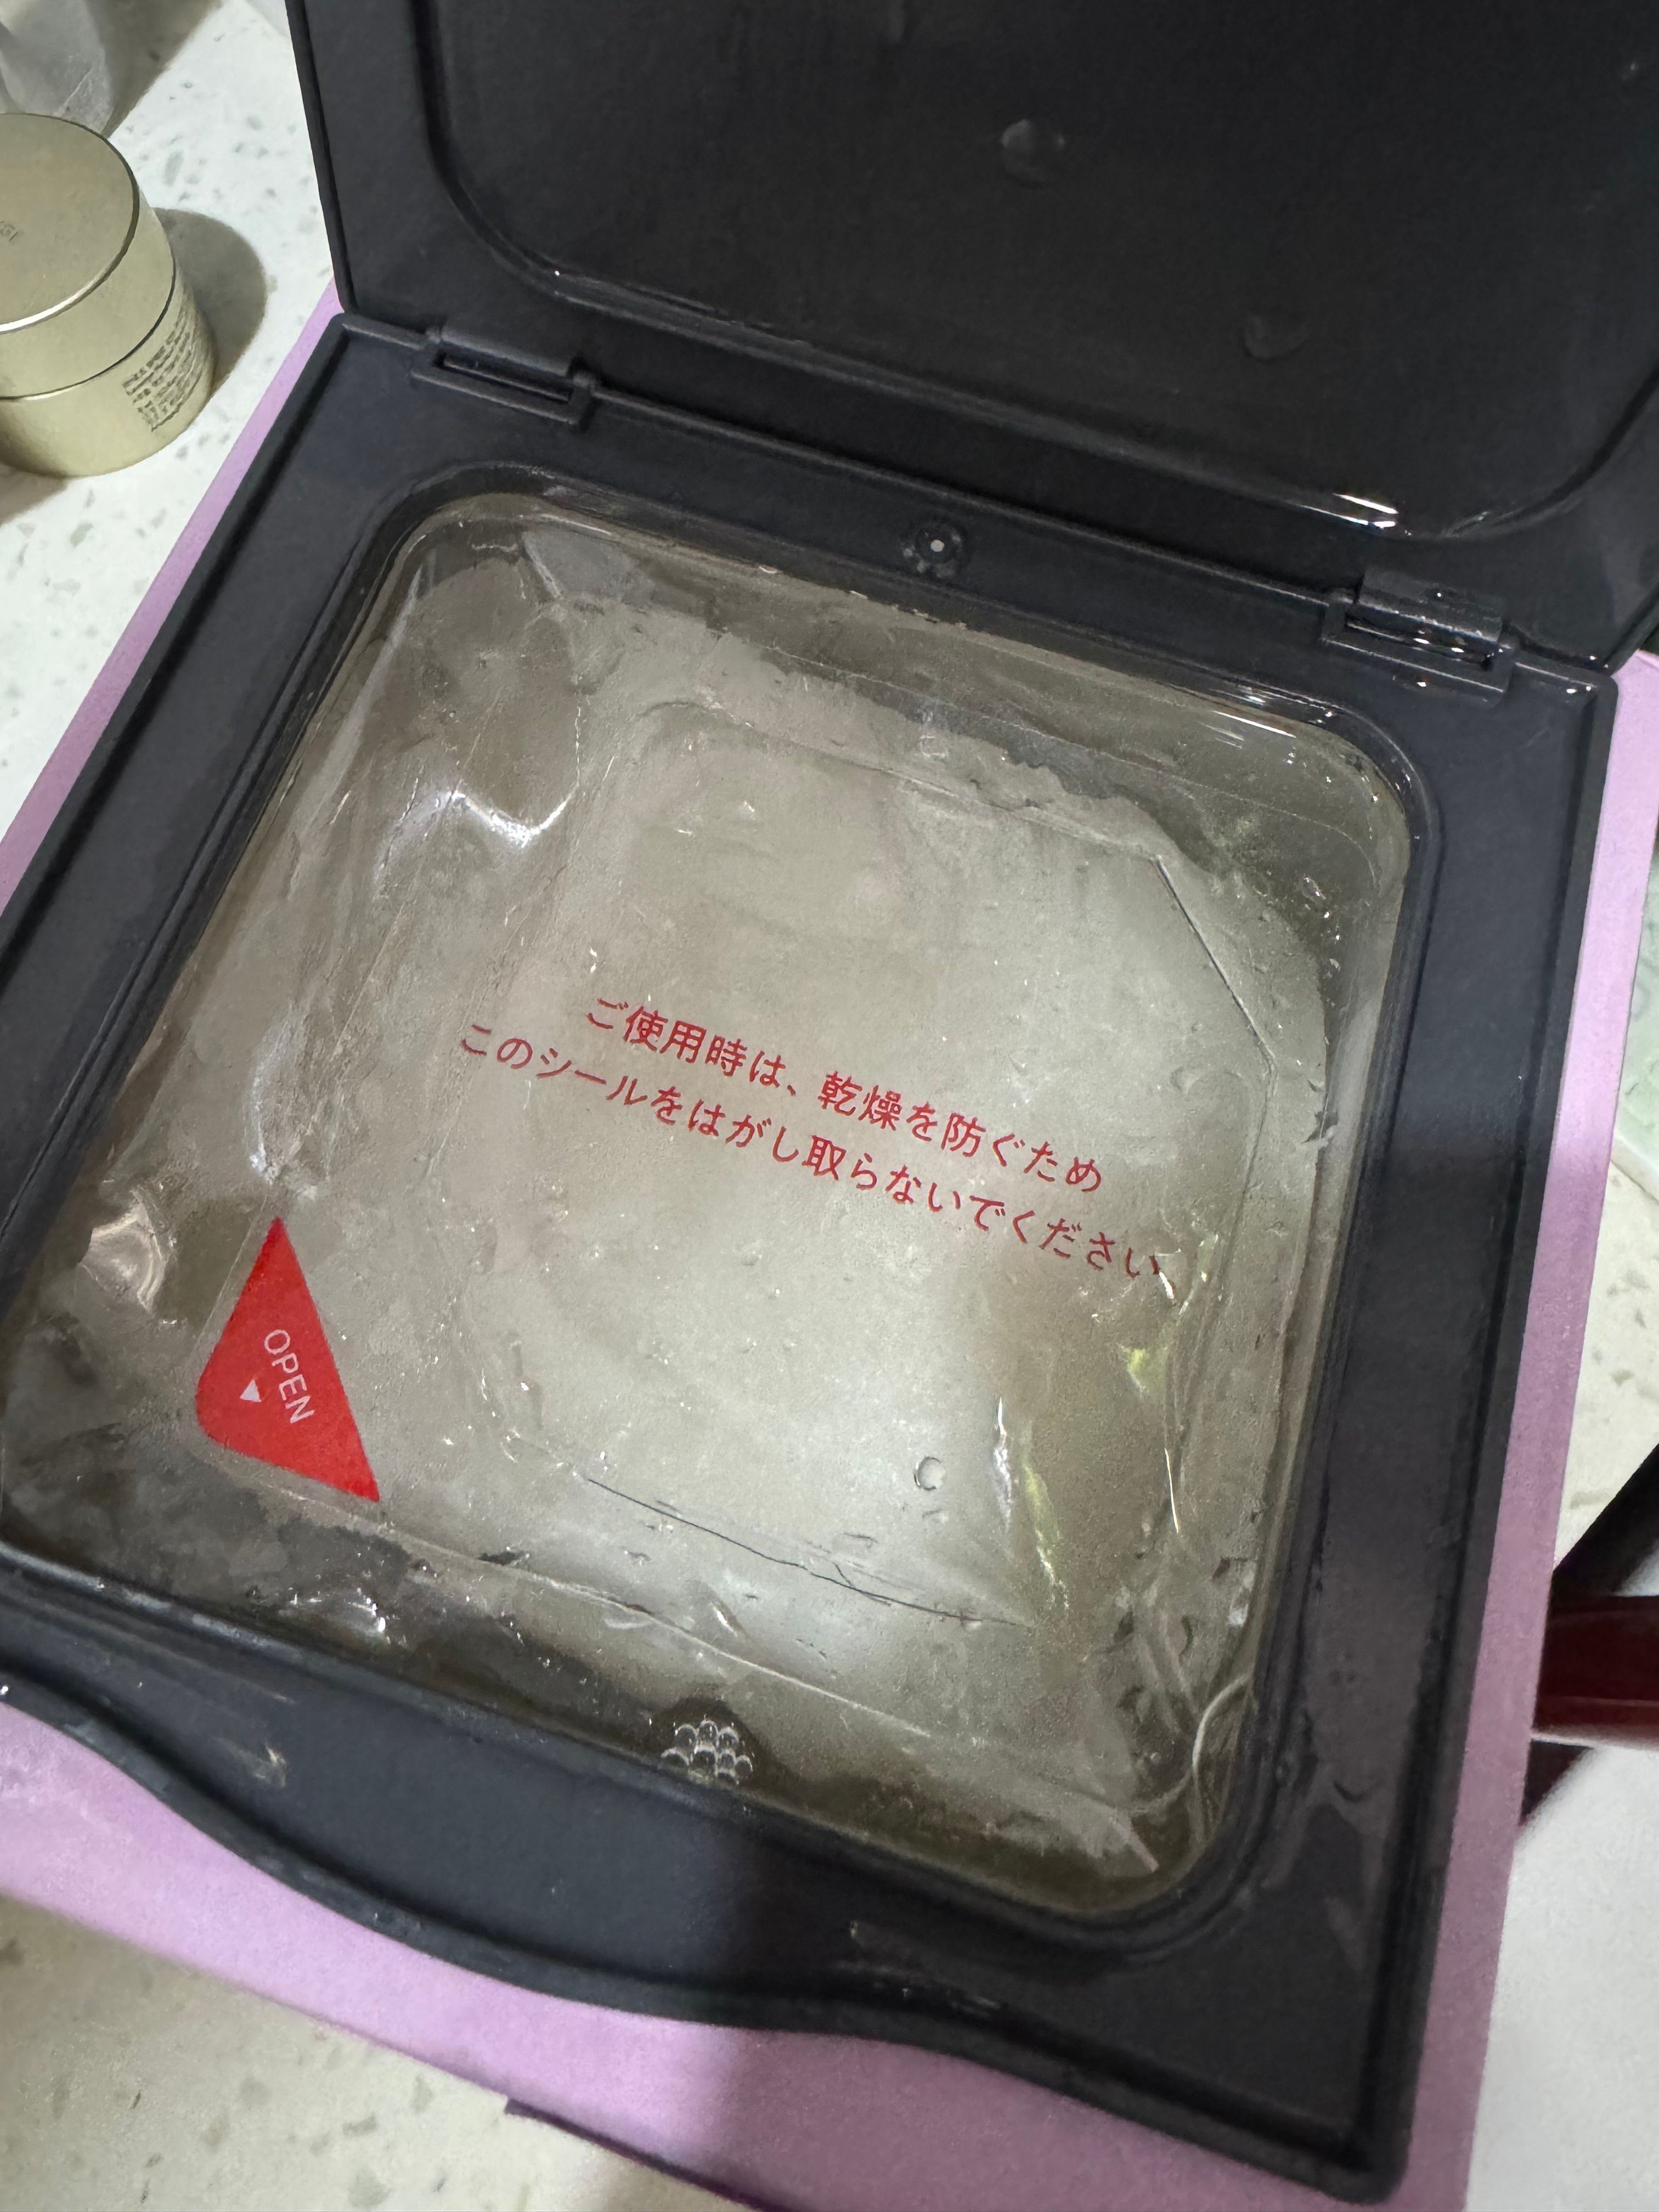 ご使用時は、乾燥を防ぐため
このシールをはがし取らないでください
OPEN